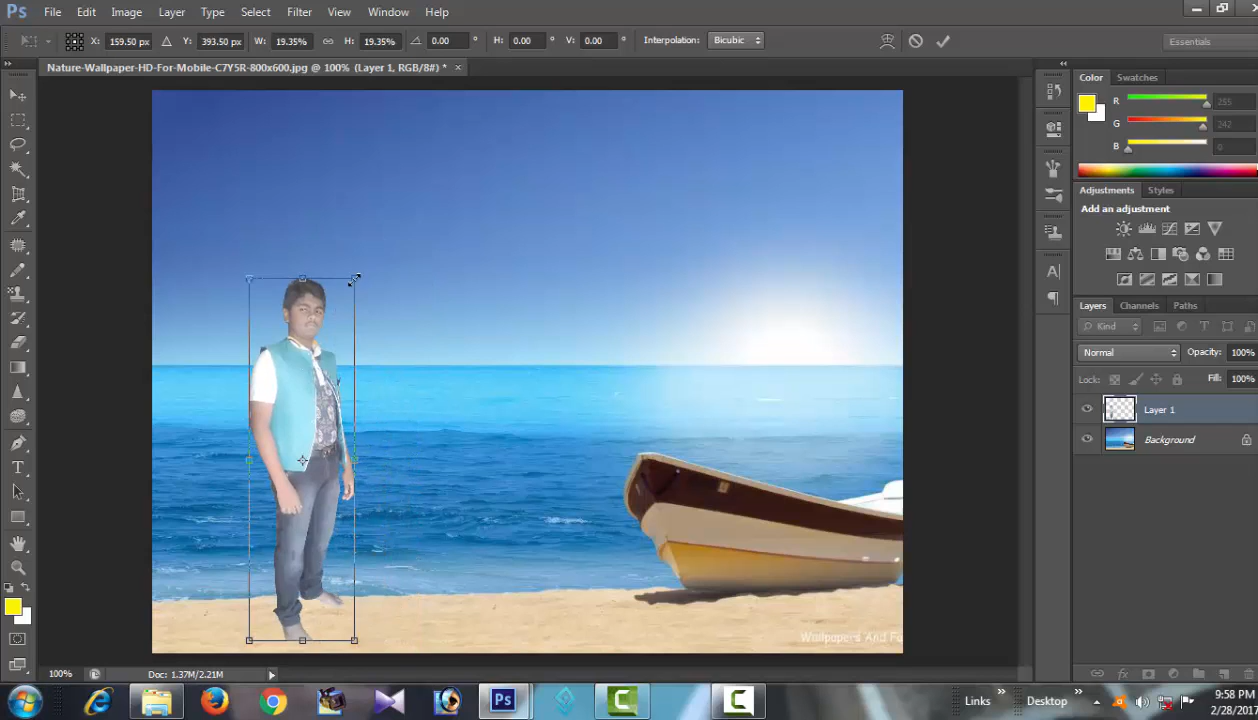 Ps File Edit Image Layer Type Select Filter View Window Help
X: 159.50 px Y: 393.50 px W: 19.35% H: 19.35% 0.00 ° H: 0.00 ° V: 0.00 ° Interpolation: Bicubic Essentials
Nature-Wallpaper-HD-For-Mobile-C7Y5R-800x600.jpg @ 100% (Layer 1, RGB/8#) * ×
Color Swatches
R 255
G 242
B 0
Adjustments Styles
Add an adjustment
Layers Channels Paths
Kind
Normal Opacity: 100%
Lock: Fill: 100%
Layer 1
Background
Wallpapers And Fu
100% Doc: 1.37M/2.21M
Ps Links » Desktop » 9:58 PM
2/28/2017